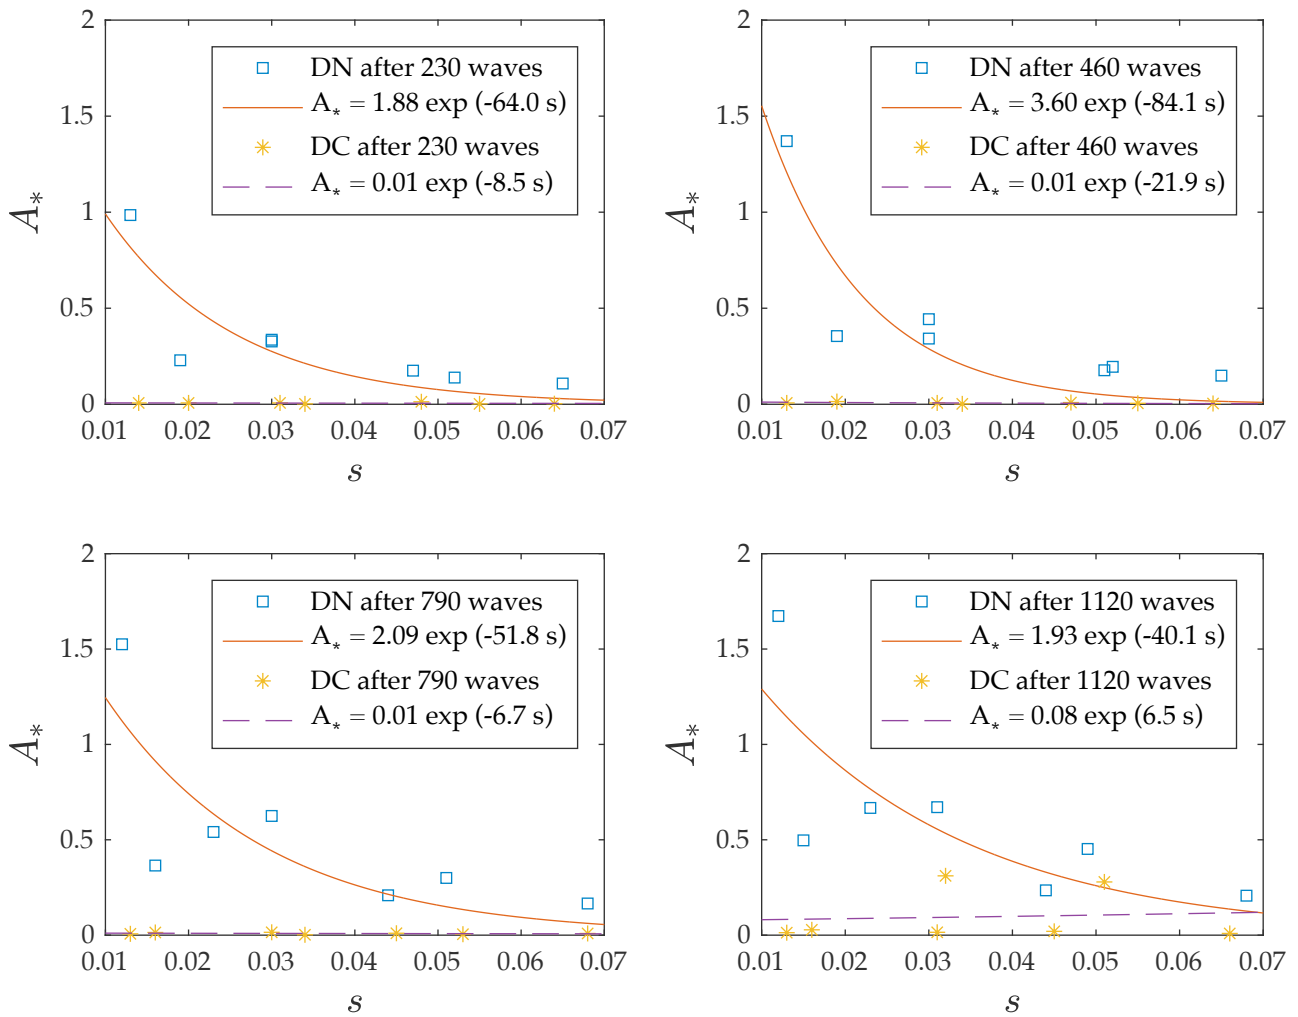 2
1.5
1
0.5
0
A*
0.01 0.02 0.03 0.04 0.05 0.06 0.07
s
DN after 230 waves
A* = 1.88 exp (-64.0 s)
DC after 230 waves
A* = 0.01 exp (-8.5 s)
2
1.5
1
0.5
0
A*
0.01 0.02 0.03 0.04 0.05 0.06 0.07
s
DN after 460 waves
A* = 3.60 exp (-84.1 s)
DC after 460 waves
A* = 0.01 exp (-21.9 s)
2
1.5
1
0.5
0
A*
0.01 0.02 0.03 0.04 0.05 0.06 0.07
s
DN after 790 waves
A* = 2.09 exp (-51.8 s)
DC after 790 waves
A* = 0.01 exp (-6.7 s)
2
1.5
1
0.5
0
A*
0.01 0.02 0.03 0.04 0.05 0.06 0.07
s
DN after 1120 waves
A* = 1.93 exp (-40.1 s)
DC after 1120 waves
A* = 0.08 exp (6.5 s)